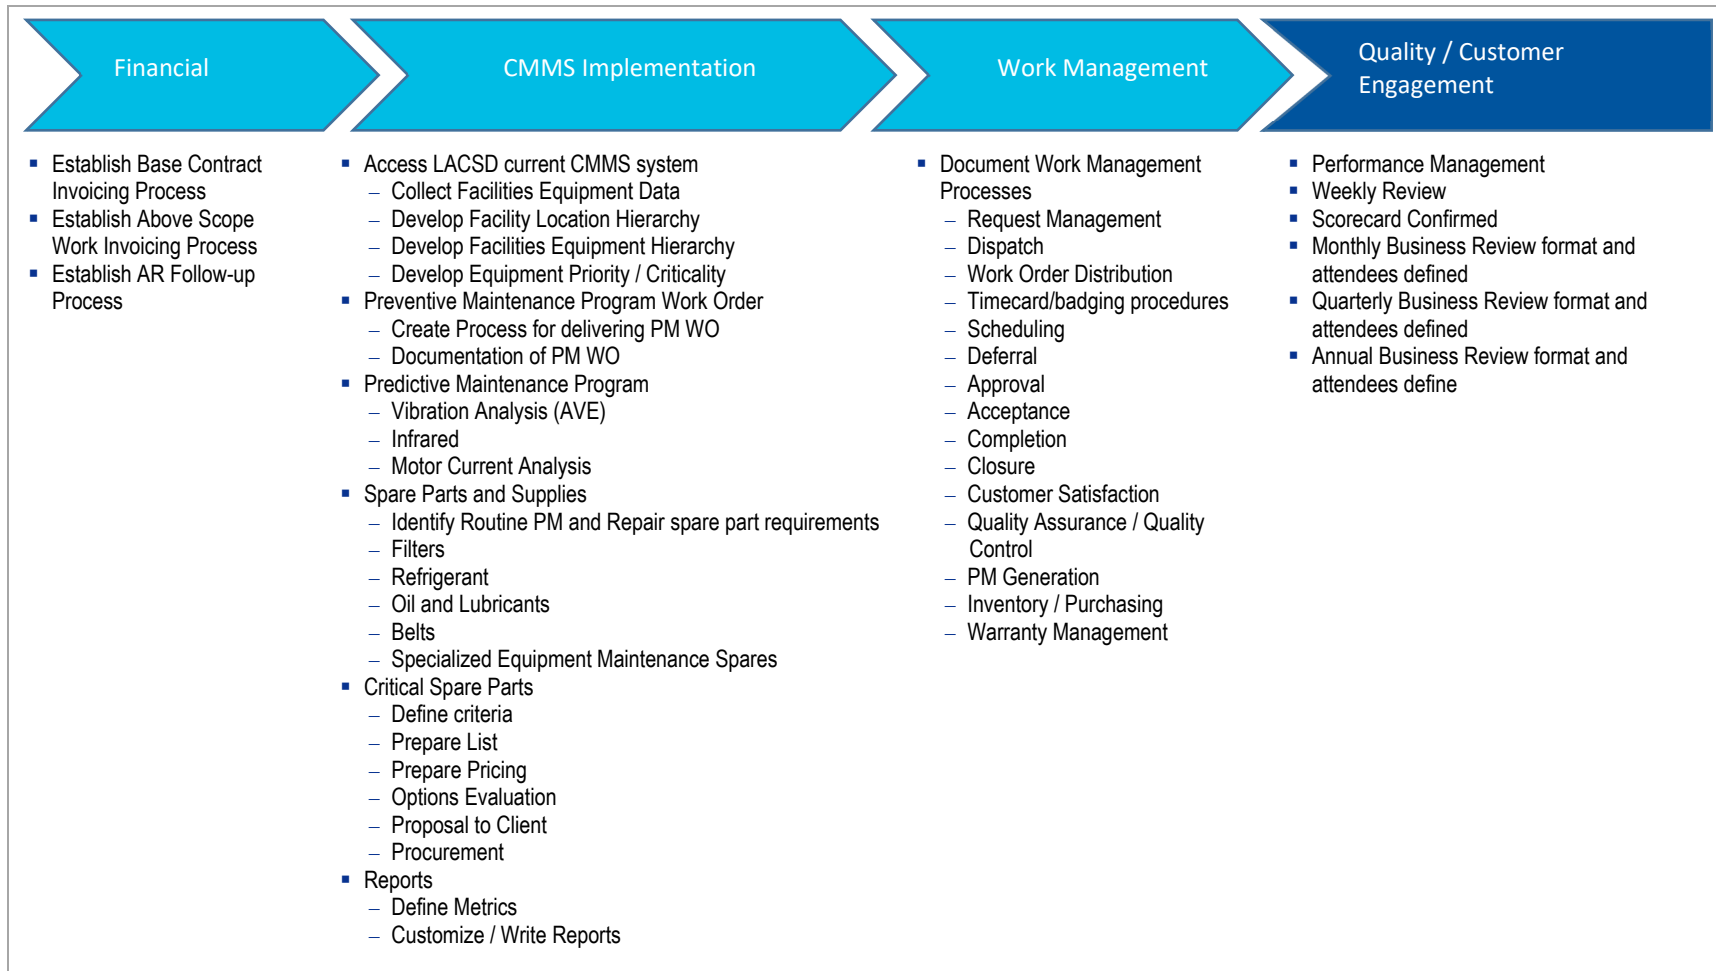 Financial
CMMS Implementation
Work Management
Quality / Customer
Engagement
▪ Establish Base Contract
Invoicing Process
▪ Establish Above Scope
Work Invoicing Process
▪ Establish AR Follow-up
Process
▪ Access LACSD current CMMS system
– Collect Facilities Equipment Data
– Develop Facility Location Hierarchy
– Develop Facilities Equipment Hierarchy
– Develop Equipment Priority / Criticality
▪ Preventive Maintenance Program Work Order
– Create Process for delivering PM WO
– Documentation of PM WO
▪ Predictive Maintenance Program
– Vibration Analysis (AVE)
– Infrared
– Motor Current Analysis
▪ Spare Parts and Supplies
– Identify Routine PM and Repair spare part requirements
– Filters
– Refrigerant
– Oil and Lubricants
– Belts
– Specialized Equipment Maintenance Spares
▪ Critical Spare Parts
– Define criteria
– Prepare List
– Prepare Pricing
– Options Evaluation
– Proposal to Client
– Procurement
▪ Reports
– Define Metrics
– Customize / Write Reports
▪ Document Work Management
Processes
– Request Management
– Dispatch
– Work Order Distribution
– Timecard/badging procedures
– Scheduling
– Deferral
– Approval
– Acceptance
– Completion
– Closure
– Customer Satisfaction
– Quality Assurance / Quality
Control
– PM Generation
– Inventory / Purchasing
– Warranty Management
▪ Performance Management
▪ Weekly Review
▪ Scorecard Confirmed
▪ Monthly Business Review format and
attendees defined
▪ Quarterly Business Review format and
attendees defined
▪ Annual Business Review format and
attendees define